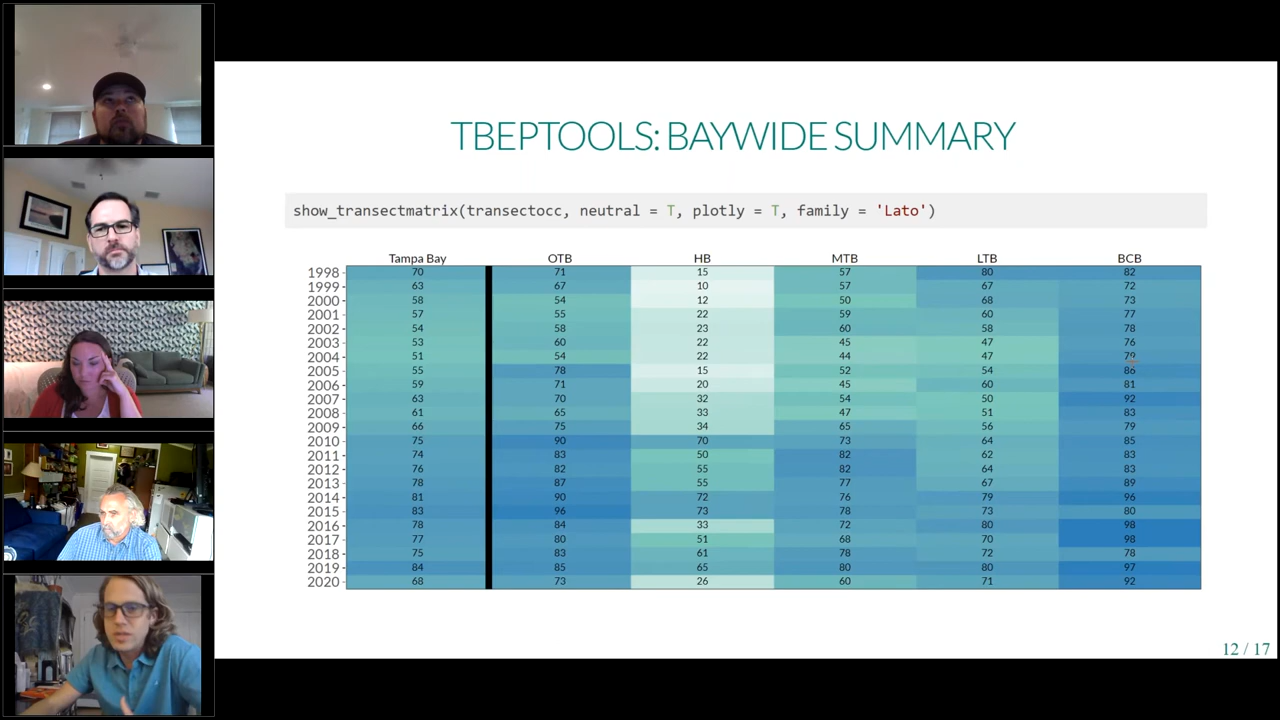 TBEPTOOLS: BAYWIDE SUMMARY
show_transectmatrix(transectocc, neutral = T, plotly = T, family = 'Lato')
Tampa Bay OTB HB MTB LTB BCB
1998 70 71 15 57 80 82
1999 63 67 10 57 67 72
2000 58 54 12 50 68 73
2001 57 55 22 59 60 77
2002 54 58 23 60 58 78
2003 53 60 22 45 47 76
2004 51 54 22 44 47 79
2005 55 78 15 52 54 86
2006 59 71 20 45 60 81
2007 63 70 32 54 50 92
2008 61 65 33 47 51 83
2009 66 75 34 65 56 79
2010 75 90 70 73 64 85
2011 74 83 50 82 62 83
2012 76 82 55 82 64 83
2013 78 87 55 77 67 89
2014 81 90 72 76 79 96
2015 83 96 73 78 73 80
2016 78 84 33 72 80 98
2017 77 80 51 68 70 98
2018 75 83 61 78 72 78
2019 84 85 65 80 80 97
2020 68 73 26 60 71 92
12 / 17